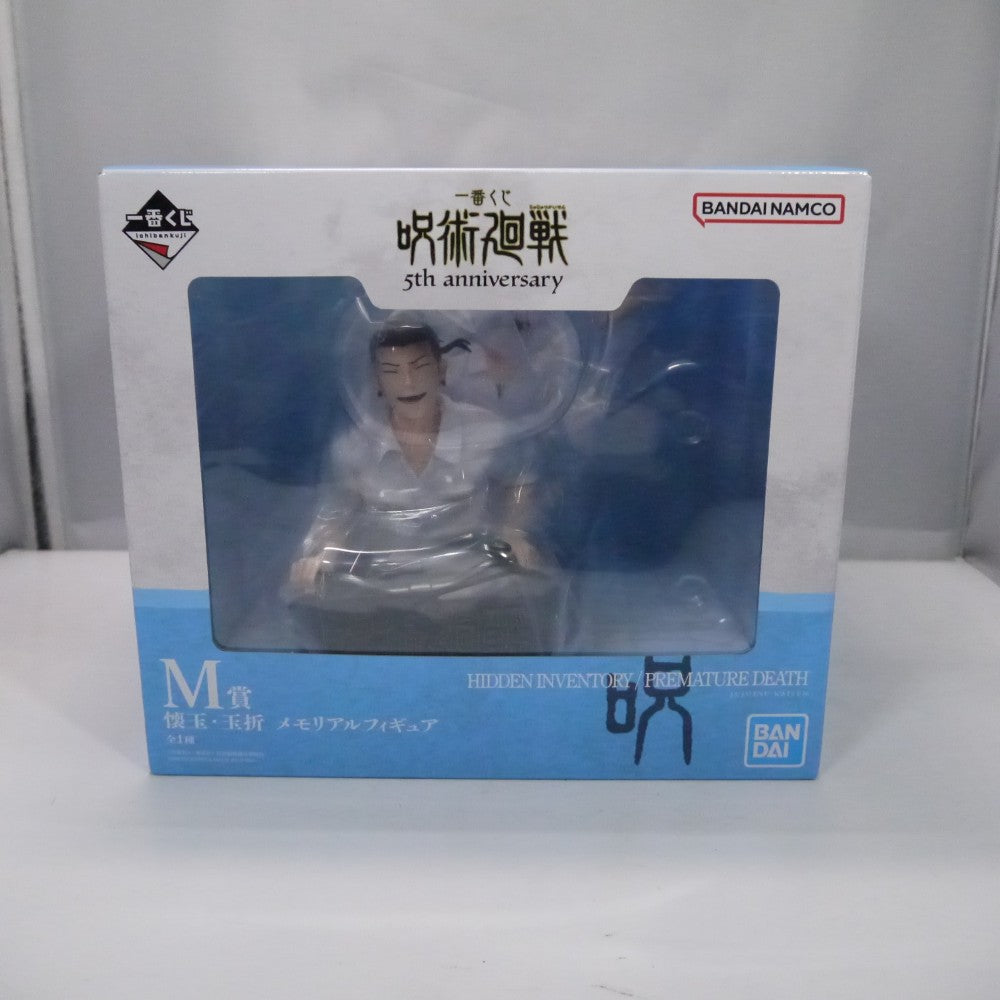 一番くじ
ichibankuji
一番くじ
呪術廻戦
5th anniversary
BANDAI NAMCO
M賞
懐玉・玉折 メモリアルフィギュア
全1種
HIDDEN INVENTORY / PREMATURE DEATH
呪
BAN
DAI